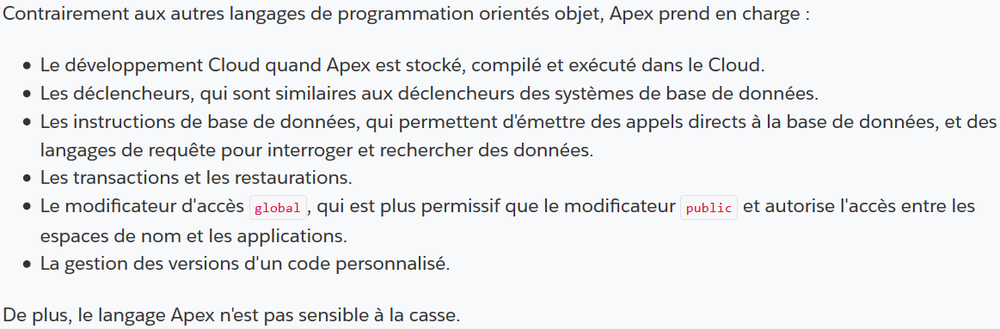 Contrairement aux autres langages de programmation orientés objet, Apex prend en charge :
• Le développement Cloud quand Apex est stocké, compilé et exécuté dans le Cloud.
• Les déclencheurs, qui sont similaires aux déclencheurs des systèmes de base de données.
• Les instructions de base de données, qui permettent d'émettre des appels directs à la base de données, et des
langages de requête pour interroger et rechercher des données.
• Les transactions et les restaurations.
• Le modificateur d'accès global, qui est plus permissif que le modificateur public et autorise l'accès entre les
espaces de nom et les applications.
• La gestion des versions d'un code personnalisé.
De plus, le langage Apex n'est pas sensible à la casse.